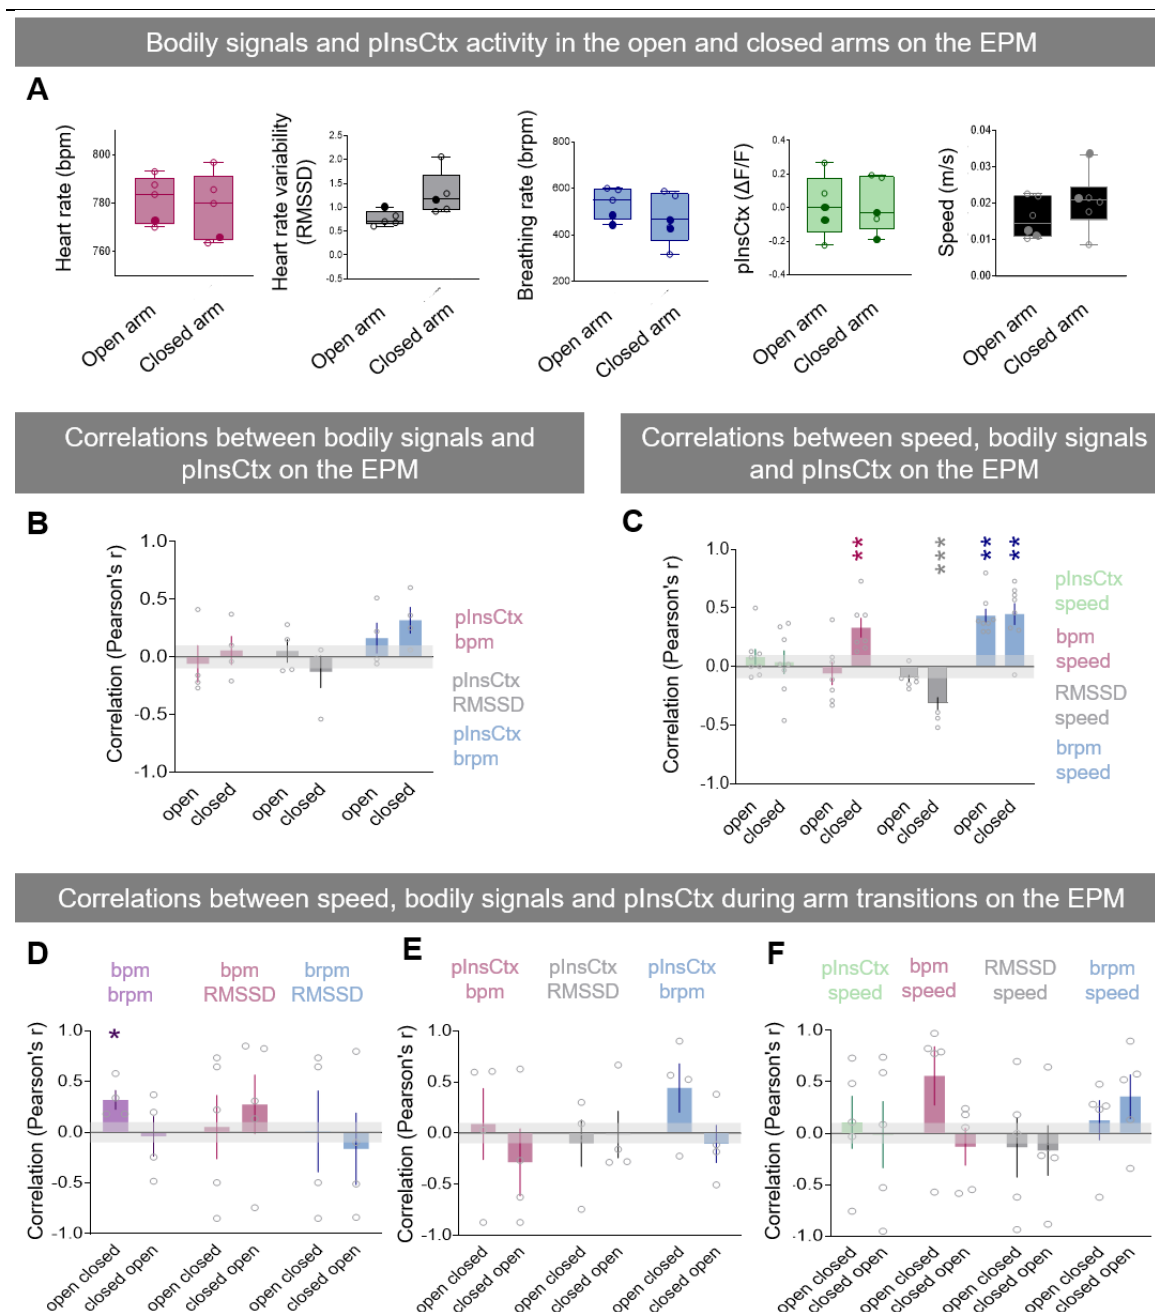 Bodily signals and pInsCtx activity in the open and closed arms on the EPM
A
Heart rate (bpm)
800
780
760
Open arm
Closed arm
Heart rate variability
(RMSSD)
2.5
2.0
1.5
1.0
0.5
0.0
-0.5
Open arm
Closed arm
Breathing rate (brpm)
800
600
400
200
Open arm
Closed arm
pInsCtx (ΔF/F)
0.4
0.2
0.0
-0.2
-0.4
Open arm
Closed arm
Speed (m/s)
0.04
0.03
0.02
0.01
0.00
Open arm
Closed arm
Correlations between bodily signals and
pInsCtx on the EPM
B
Correlation (Pearson's r)
1.0
0.5
0.0
-0.5
-1.0
open
closed
open
closed
open
closed
pInsCtx
bpm
pInsCtx
RMSSD
pInsCtx
brpm
Correlations between speed, bodily signals
and pInsCtx on the EPM
C
Correlation (Pearson's r)
1.0
0.5
0.0
-0.5
-1.0
**
***
**
**
open
closed
open
closed
open
closed
open
closed
pInsCtx
speed
bpm
speed
RMSSD
speed
brpm
speed
Correlations between speed, bodily signals and pInsCtx during arm transitions on the EPM
D
bpm
brpm
bpm
RMSSD
brpm
RMSSD
Correlation (Pearson's r)
1.0
0.5
0.0
-0.5
-1.0
*
open closed
closed open
open closed
closed open
open closed
closed open
E
pInsCtx
bpm
pInsCtx
RMSSD
pInsCtx
brpm
Correlation (Pearson's r)
1.0
0.5
0.0
-0.5
-1.0
open closed
closed open
open closed
closed open
open closed
closed open
F
pInsCtx
speed
bpm
speed
RMSSD
speed
brpm
speed
Correlation (Pearson's r)
1.0
0.5
0.0
-0.5
-1.0
open closed
closed open
open closed
closed open
open closed
closed open
open closed
closed open